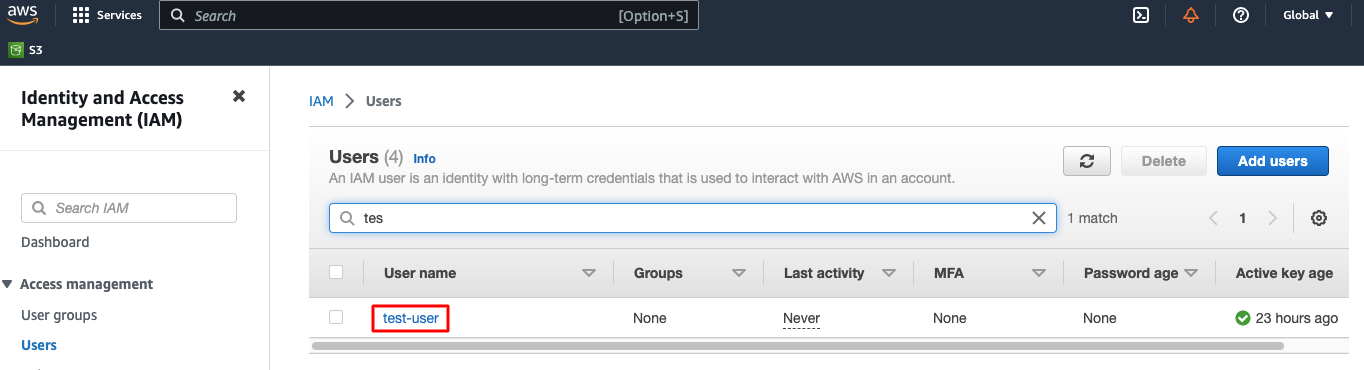 aws Services Search [Option+S] Global
S3
Identity and Access
Management (IAM)
Search IAM
Dashboard
Access management
User groups
Users
IAM > Users
Users (4) Info
An IAM user is an identity with long-term credentials that is used to interact with AWS in an account.
Delete Add users
tes 1 match 1
User name Groups Last activity MFA Password age Active key age
test-user None Never None None 23 hours ago